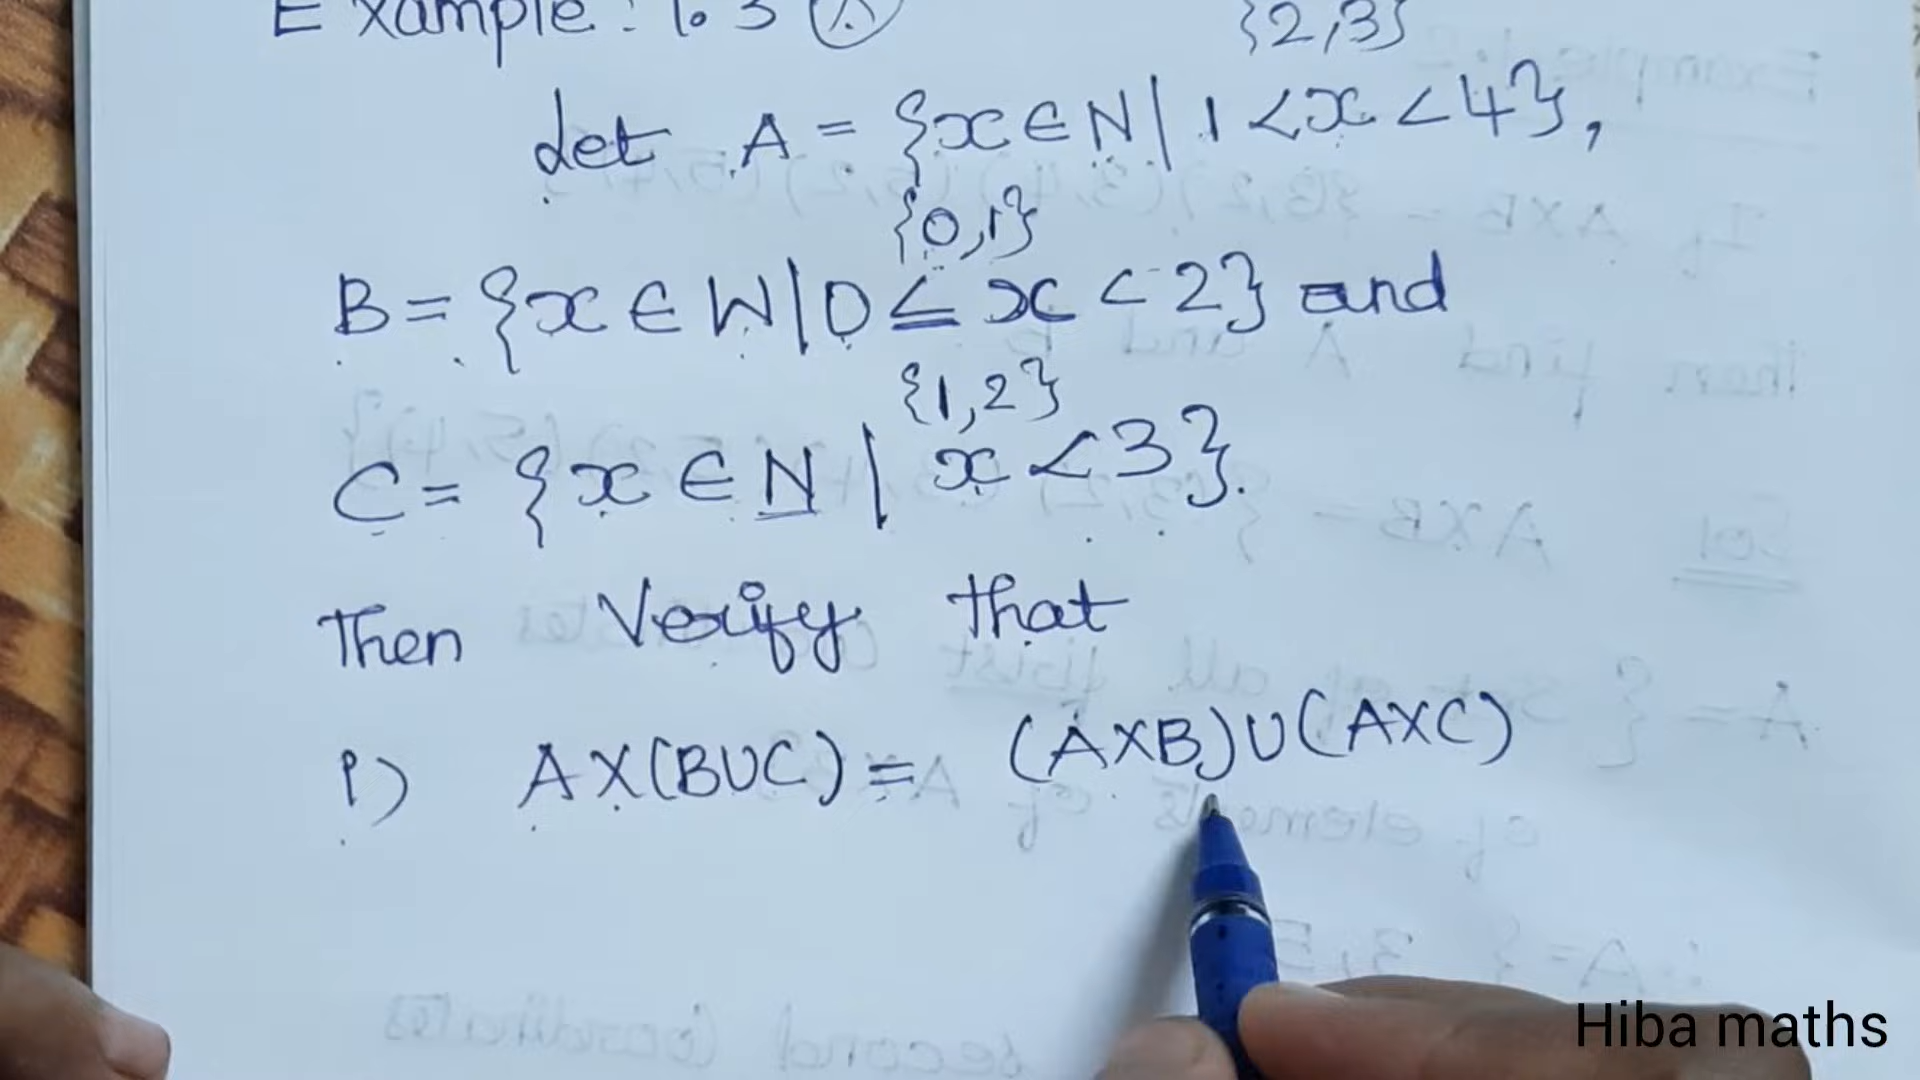 Example: 1.3 A
{2,3}
Let A = {x∈N | 1 < x < 4},
{0,1}
B = {x∈W | 0 ≤ x < 2} and
{1,2}
C = {x∈N | x < 3}.
Then Verify that
i) A×(B∪C) = (A×B)∪(A×C)
Hiba maths